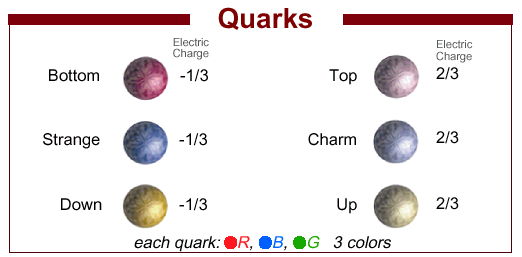 Quarks
Electric
Charge
Electric
Charge
Bottom -1/3 Top 2/3
Strange -1/3 Charm 2/3
Down -1/3 Up 2/3
each quark: R, B, G 3 colors